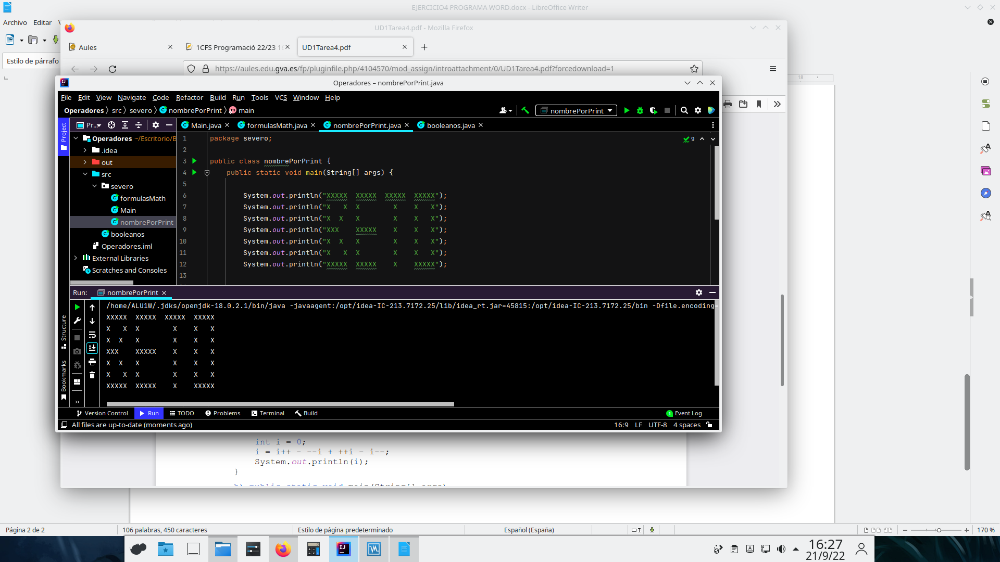 EJERCICIO4 PROGRAMA WORD.docx - LibreOffice Writer
Archivo Editar
UD1Tarea4.pdf - Mozilla Firefox
Aules
1CFS Programació 22/23
UD1Tarea4.pdf
Estilo de párrafo
https://aules.edu.gva.es/fp/pluginfile.php/4104570/mod_assign/introattachment/0/UD1Tarea4.pdf?forcedownload=1
18
Operadores – nombrePorPrint.java
File Edit View Navigate Code Refactor Build Run Tools VCS Window Help
Operadores src severo nombrePorPrint main
nombrePorPrint
Project
Pr...
Main.java formulasMath.java nombrePorPrint.java booleanos.java
Operadores ~/Escritorio/B
.idea
out
src
severo
formulasMath
Main
nombrePorPrint
booleanos
Operadores.iml
External Libraries
Scratches and Consoles
9
1 package severo;
2
3 public class nombrePorPrint {
4     public static void main(String[] args) {
5
6         System.out.println("XXXXX  XXXXX  XXXXX  XXXXX");
7         System.out.println("X   X  X        X    X   X");
8         System.out.println("X  X   X        X    X   X");
9         System.out.println("XXX    XXXXX    X    X   X");
10         System.out.println("X  X   X        X    X   X");
11         System.out.println("X   X  X        X    X   X");
12         System.out.println("XXXXX  XXXXX    X    XXXXX");
13
Run: nombrePorPrint
/home/ALU1W/.jdks/openjdk-18.0.2.1/bin/java -javaagent:/opt/idea-IC-213.7172.25/lib/idea_rt.jar=45815:/opt/idea-IC-213.7172.25/bin -Dfile.encoding=
XXXXX  XXXXX  XXXXX  XXXXX
X   X  X        X    X   X
X  X   X        X    X   X
XXX    XXXXX    X    X   X
X  X   X        X    X   X
X   X  X        X    X   X
XXXXX  XXXXX    X    XXXXX
Structure
Bookmarks
Version Control Run TODO Problems Terminal Build
1 Event Log
All files are up-to-date (moments ago)
16:9 LF UTF-8 4 spaces
int i = 0;
i = i++ - --i + ++i - i--;
System.out.println(i);
}
b) public static void main(String[] args)
Página 2 de 2
106 palabras, 450 caracteres
Estilo de página predeterminado
Español (España)
170 %
16:27
21/9/22